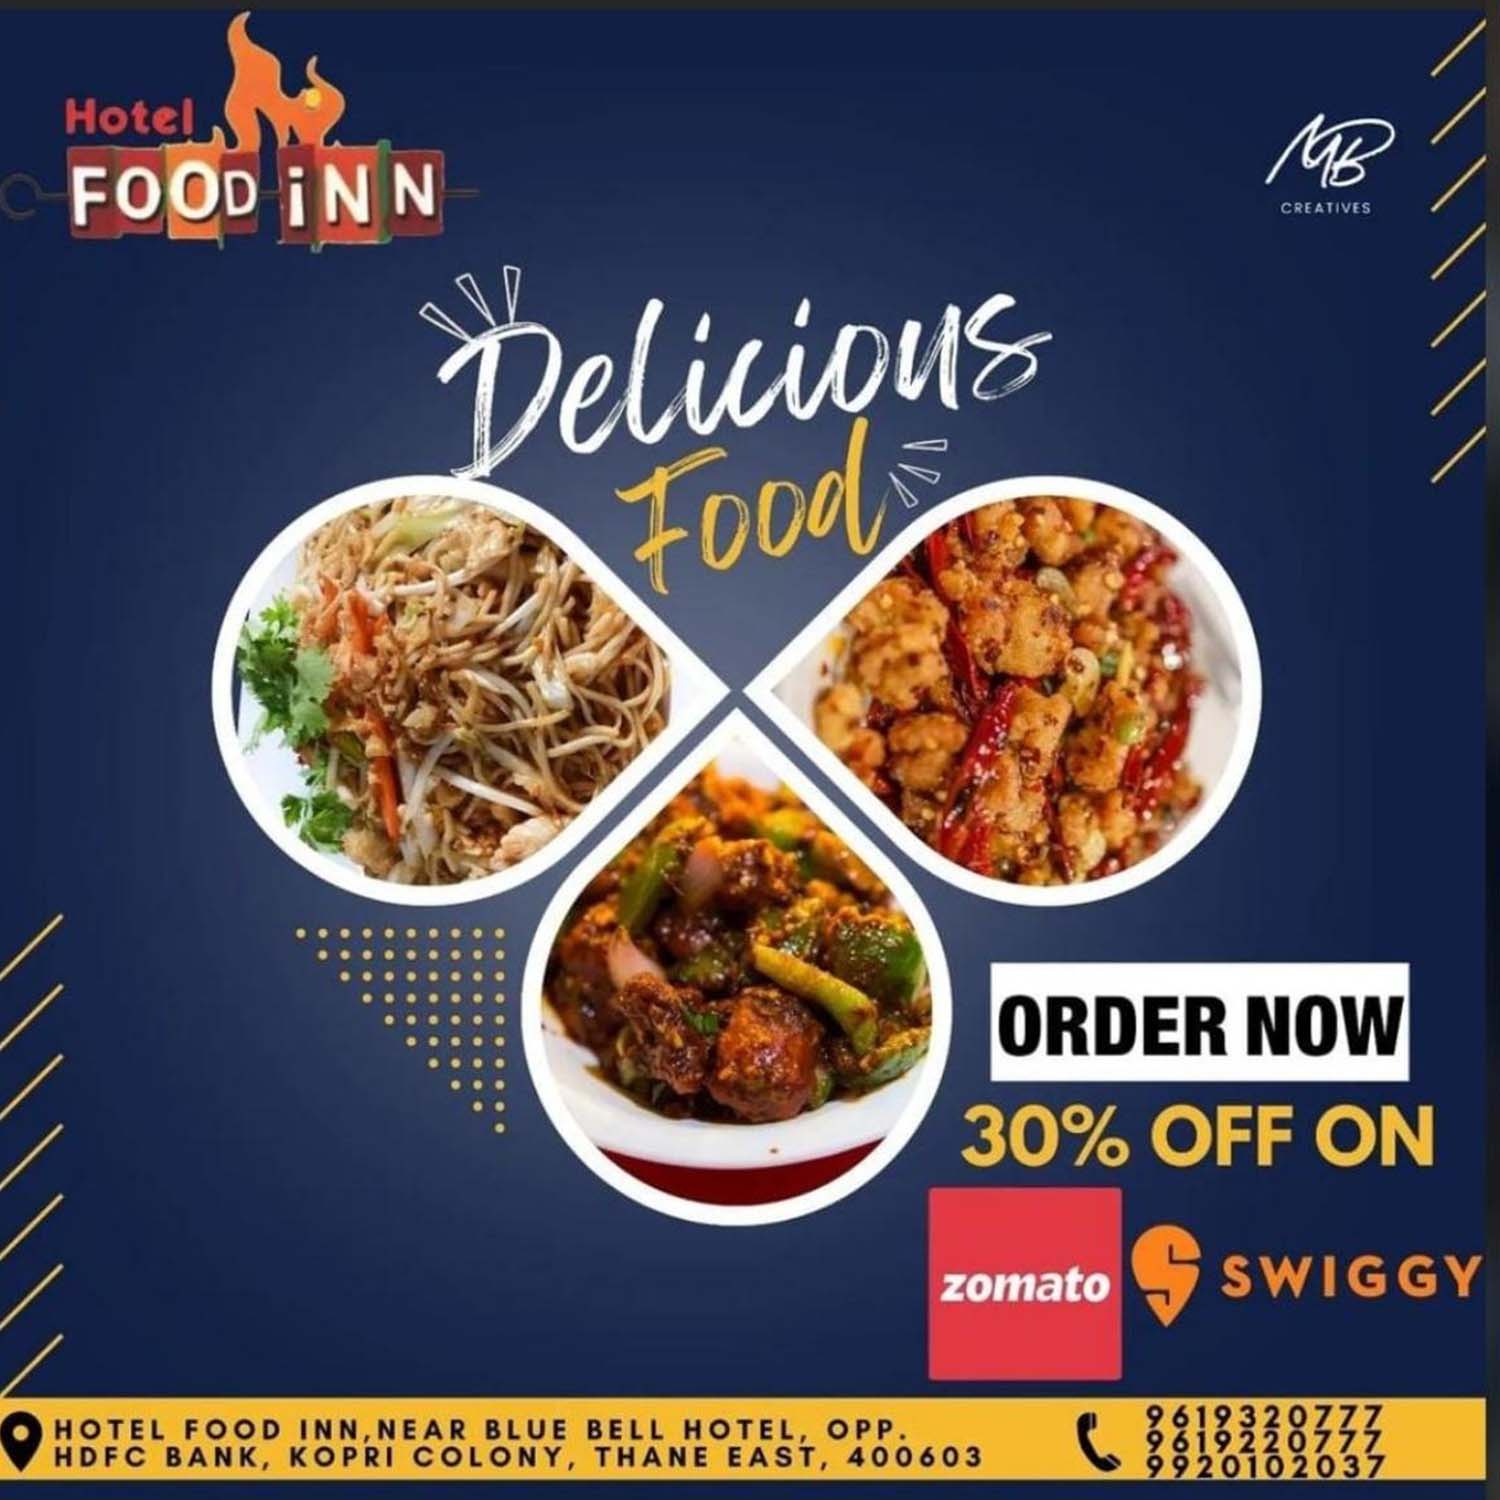 Hotel
FOOD iNN
MB
CREATIVES
Delicious
Food
ORDER NOW
30% OFF ON
zomato
SWIGGY
HOTEL FOOD INN,NEAR BLUE BELL HOTEL, OPP.
HDFC BANK, KOPRI COLONY, THANE EAST, 400603
9619320777
9619220777
9920102037